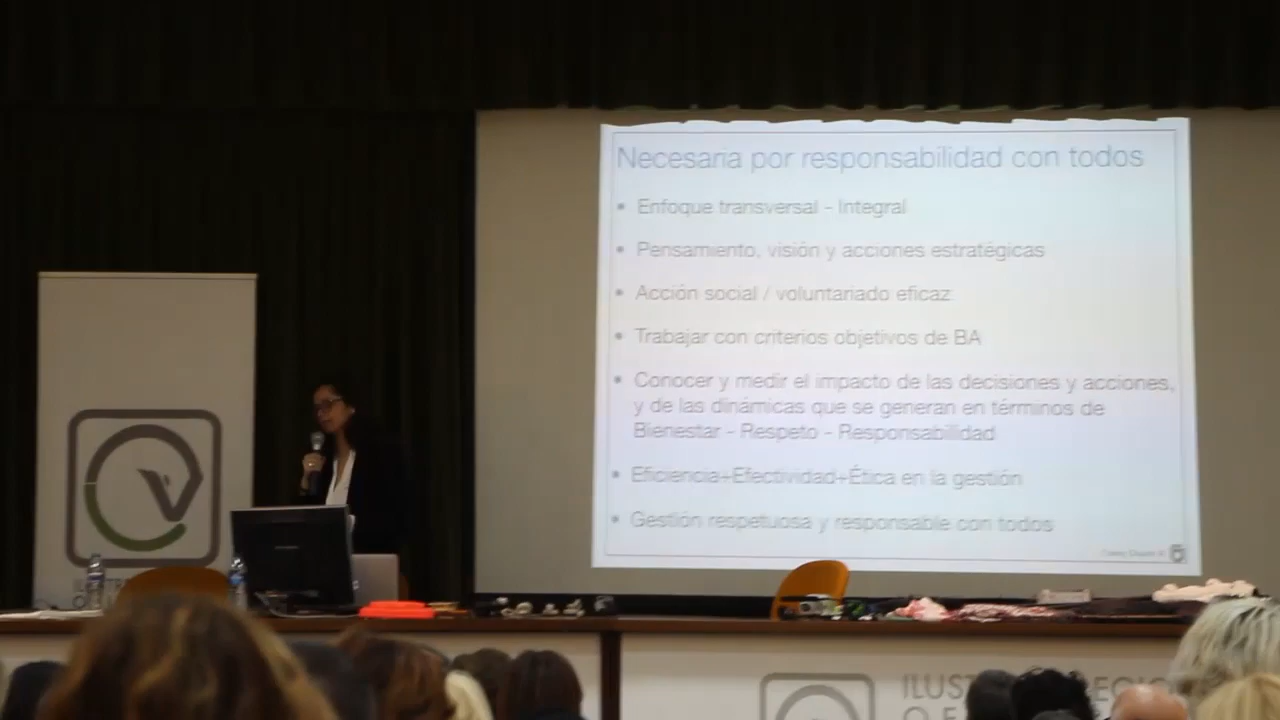 Necesaria por responsabilidad con todos
• Enfoque transversal - Integral
• Pensamiento, visión y acciones estratégicas
• Acción social / voluntariado eficaz
• Trabajar con criterios objetivos de BA
• Conocer y medir el impacto de las decisiones y acciones,
y de las dinámicas que se generan en términos de
Bienestar - Respeto - Responsabilidad
• Eficiencia+Efectividad+Ética en la gestión
• Gestión respetuosa y responsable con todos